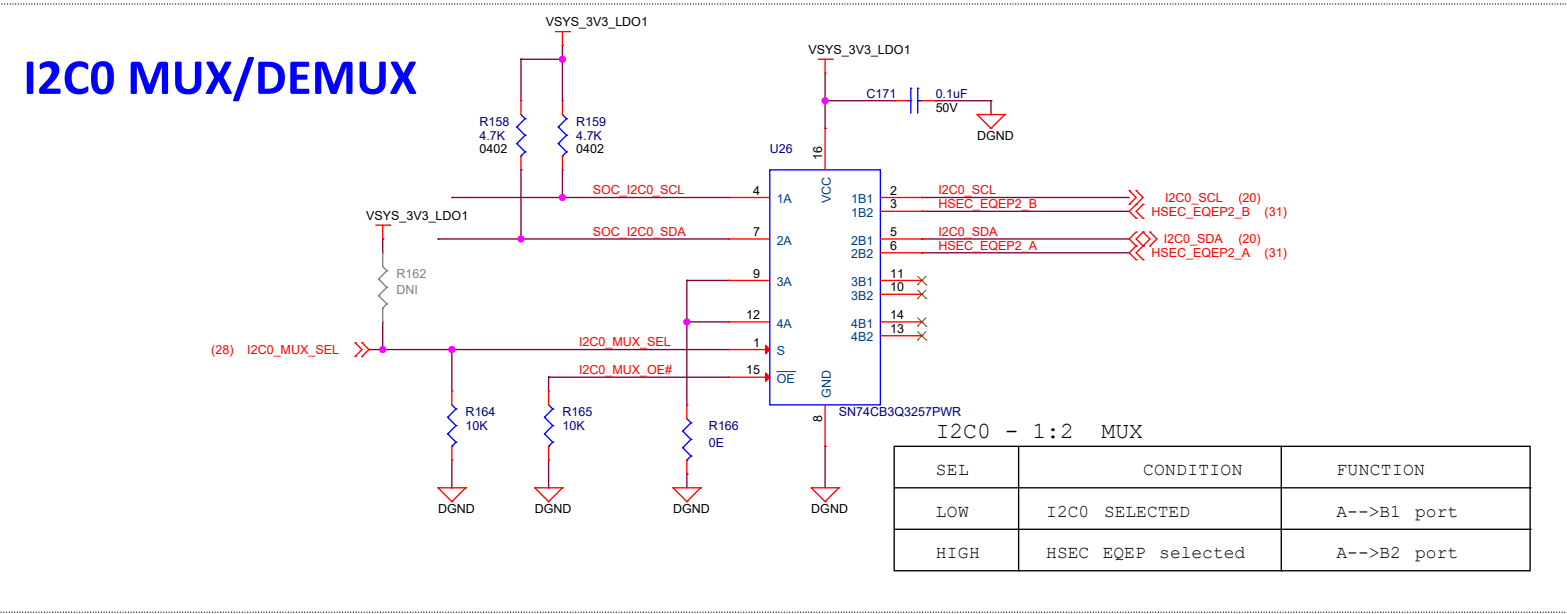 VSYS_3V3_LDO1
I2C0 MUX/DEMUX
VSYS_3V3_LDO1
C171
0.1uF
50V
DGND
R158
4.7K
0402
R159
4.7K
0402
U26
16
VCC
SOC_I2C0_SCL
4
1A
1B1
2
I2C0_SCL
I2C0_SCL (20)
1B2
3
HSEC_EQEP2_B
HSEC_EQEP2_B (31)
VSYS_3V3_LDO1
SOC_I2C0_SDA
7
2A
2B1
5
I2C0_SDA
I2C0_SDA (20)
2B2
6
HSEC_EQEP2_A
HSEC_EQEP2_A (31)
R162
DNI
9
3A
3B1
11
3B2
10
12
4A
4B1
14
4B2
13
(28) I2C0_MUX_SEL
I2C0_MUX_SEL
1
S
I2C0_MUX_OE#
15
OE
GND
8
SN74CB3Q3257PWR
R164
10K
R165
10K
R166
0E
DGND
DGND
DGND
DGND
I2C0 - 1:2 MUX
SEL CONDITION FUNCTION
LOW I2C0 SELECTED A-->B1 port
HIGH HSEC EQEP selected A-->B2 port